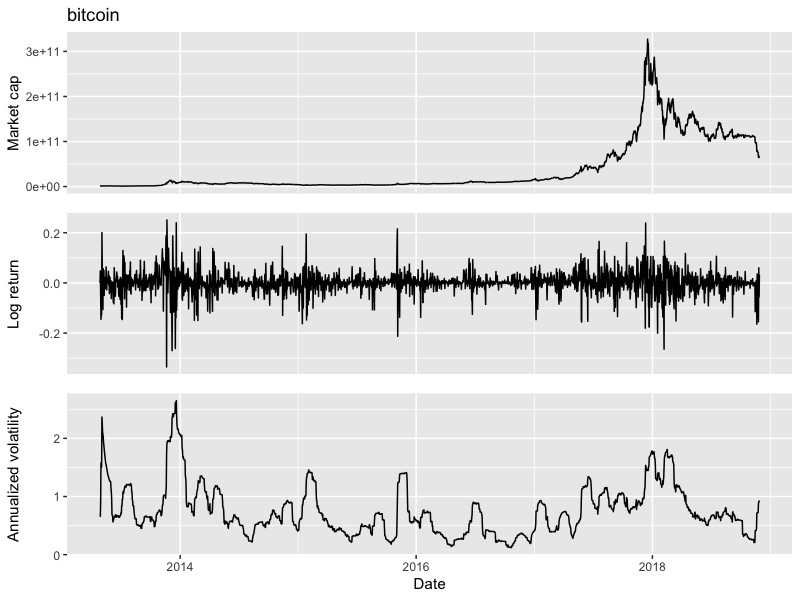 bitcoin
Market cap
3e+11
2e+11
1e+11
0e+00
Log return
0.2
0.0
-0.2
Annualized volatility
2
1
0
2014 2016 2018
Date